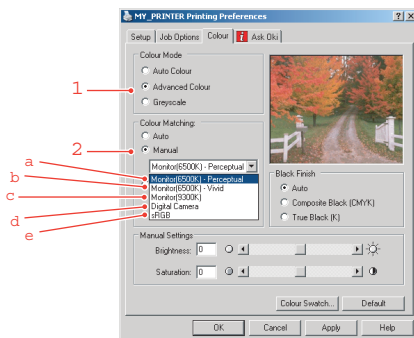 MY_PRINTER Printing Preferences
Setup Job Options Colour Ask Oki
Colour Mode
Auto Colour
1
Advanced Colour
Greyscale
Colour Matching:
Auto
2
Manual
Monitor(6500K) - Perceptual
a
Monitor(6500K) - Perceptual
b
Monitor(6500K) - Vivid
c
Monitor(9300K)
d
Digital Camera
e
sRGB
Black Finish
Auto
Composite Black (CMYK)
True Black (K)
Manual Settings
Brightness: 0
Saturation: 0
Colour Swatch... Default
OK Cancel Apply Help